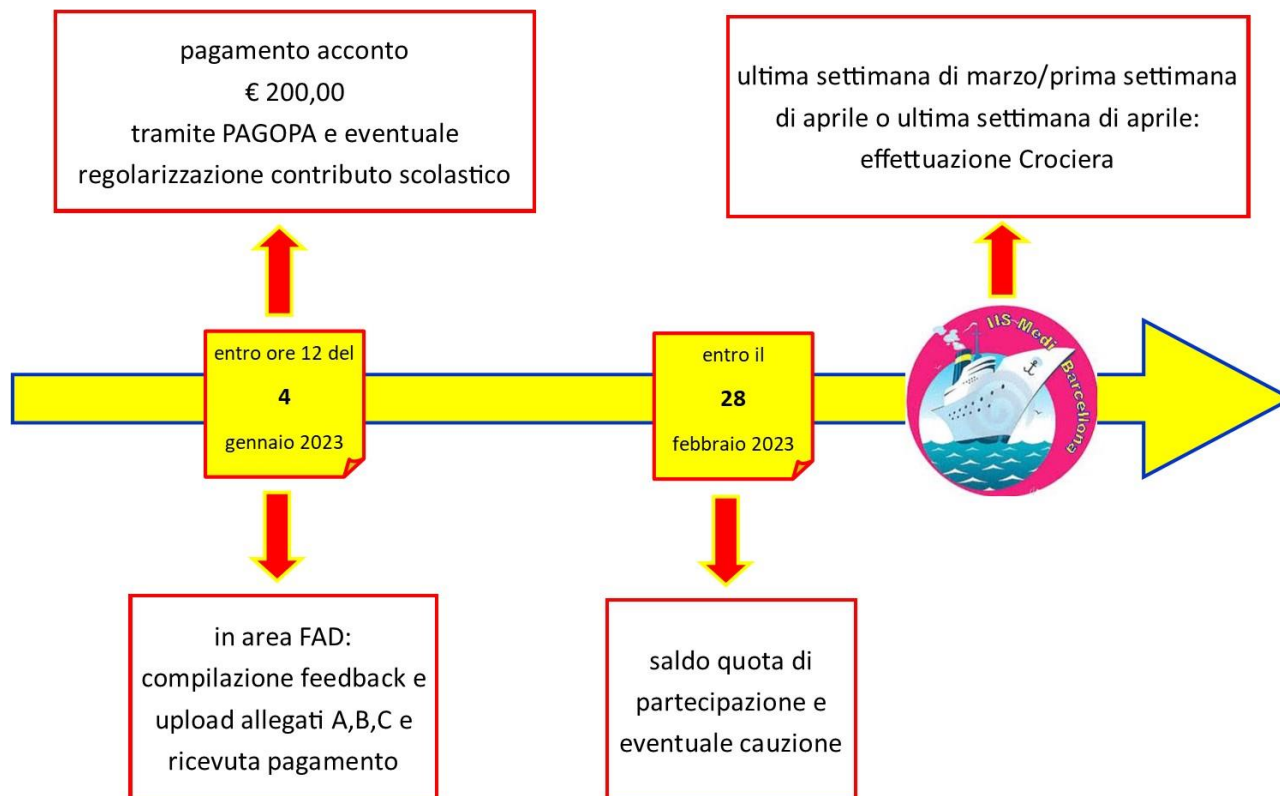 pagamento acconto
€ 200,00
tramite PAGOPA e eventuale
regolarizzazione contributo scolastico
ultima settimana di marzo/prima settimana
di aprile o ultima settimana di aprile:
effettuazione Crociera
entro ore 12 del
4
gennaio 2023
entro il
28
febbraio 2023
IIS Medi Barcellona
in area FAD:
compilazione feedback e
upload allegati A,B,C e
ricevuta pagamento
saldo quota di
partecipazione e
eventuale cauzione